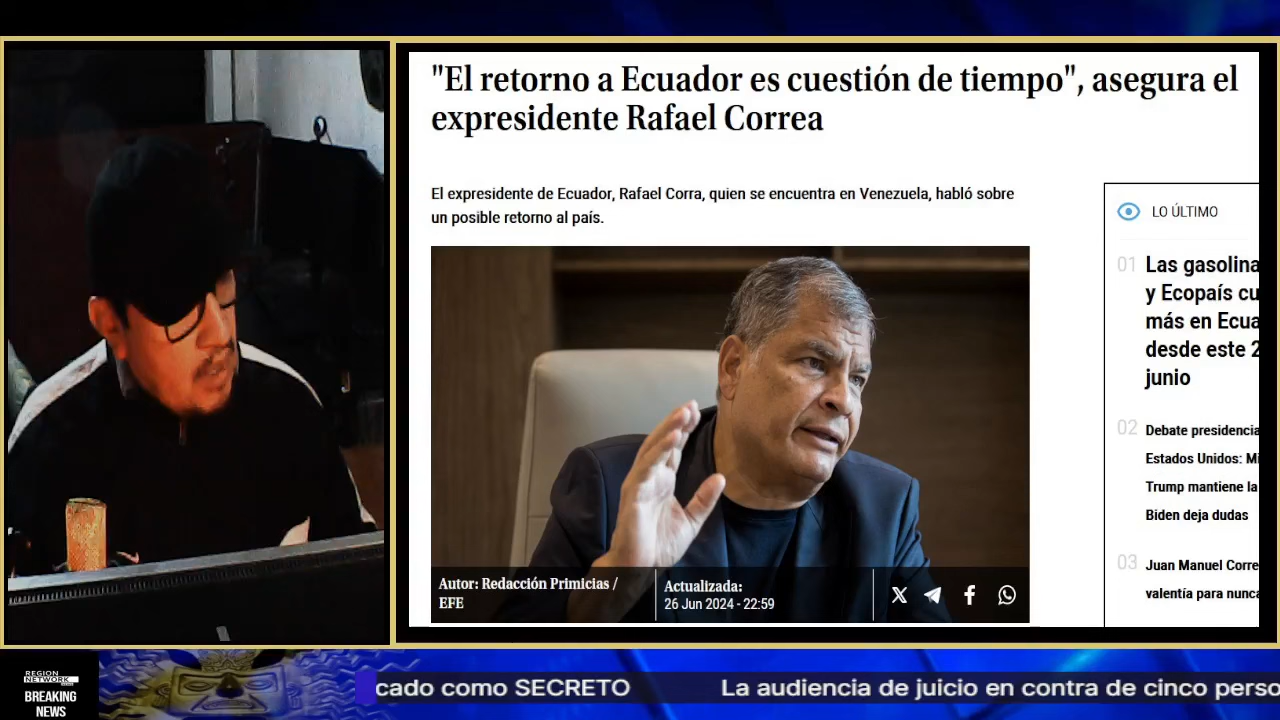 "El retorno a Ecuador es cuestión de tiempo", asegura el
expresidente Rafael Correa
El expresidente de Ecuador, Rafael Corra, quien se encuentra en Venezuela, habló sobre
un posible retorno al país.
LO ÚLTIMO
01 Las gasolina
y Ecopaís cu
más en Ecua
desde este 2
junio
02 Debate presidencia
Estados Unidos: Mi
Trump mantiene la
Biden deja dudas
03 Juan Manuel Corre
valentía para nunca
Autor: Redacción Primicias /
EFE
Actualizada:
26 Jun 2024 - 22:59
REGION
NETWORK
BREAKING
NEWS
cado como SECRETO La audiencia de juicio en contra de cinco perso